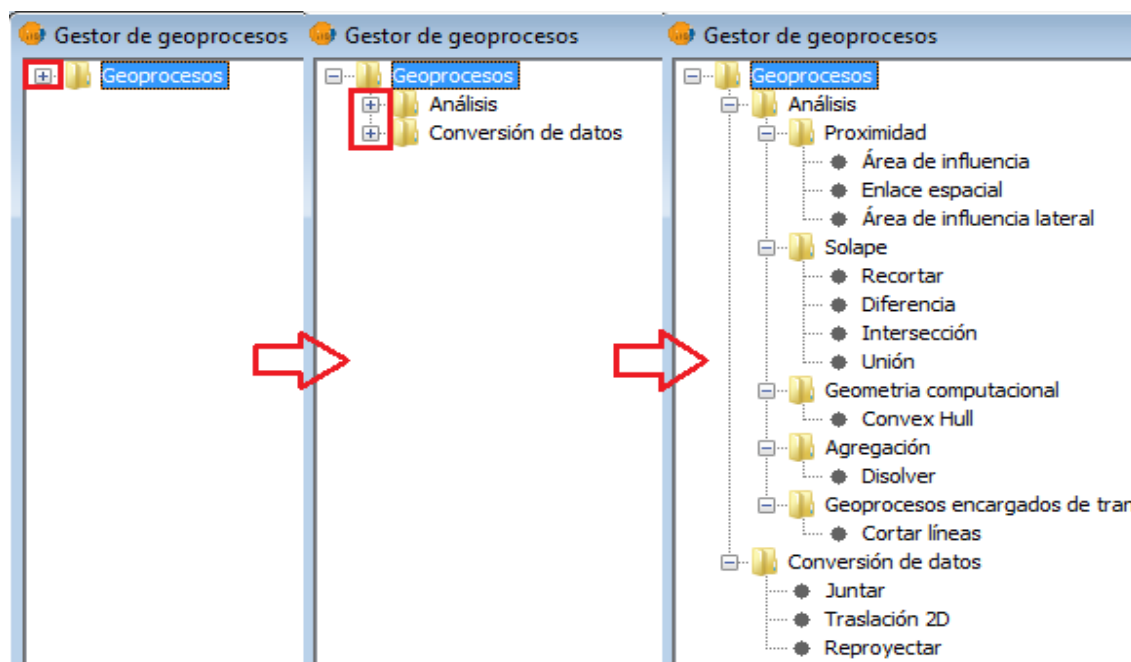 Gestor de geoprocesos
Geoprocesos
Gestor de geoprocesos
Geoprocesos
Análisis
Conversión de datos
Gestor de geoprocesos
Geoprocesos
Análisis
Proximidad
Área de influencia
Enlace espacial
Área de influencia lateral
Solape
Recortar
Diferencia
Intersección
Unión
Geometria computacional
Convex Hull
Agregación
Disolver
Geoprocesos encargados de tran
Cortar líneas
Conversión de datos
Juntar
Traslación 2D
Reproyectar